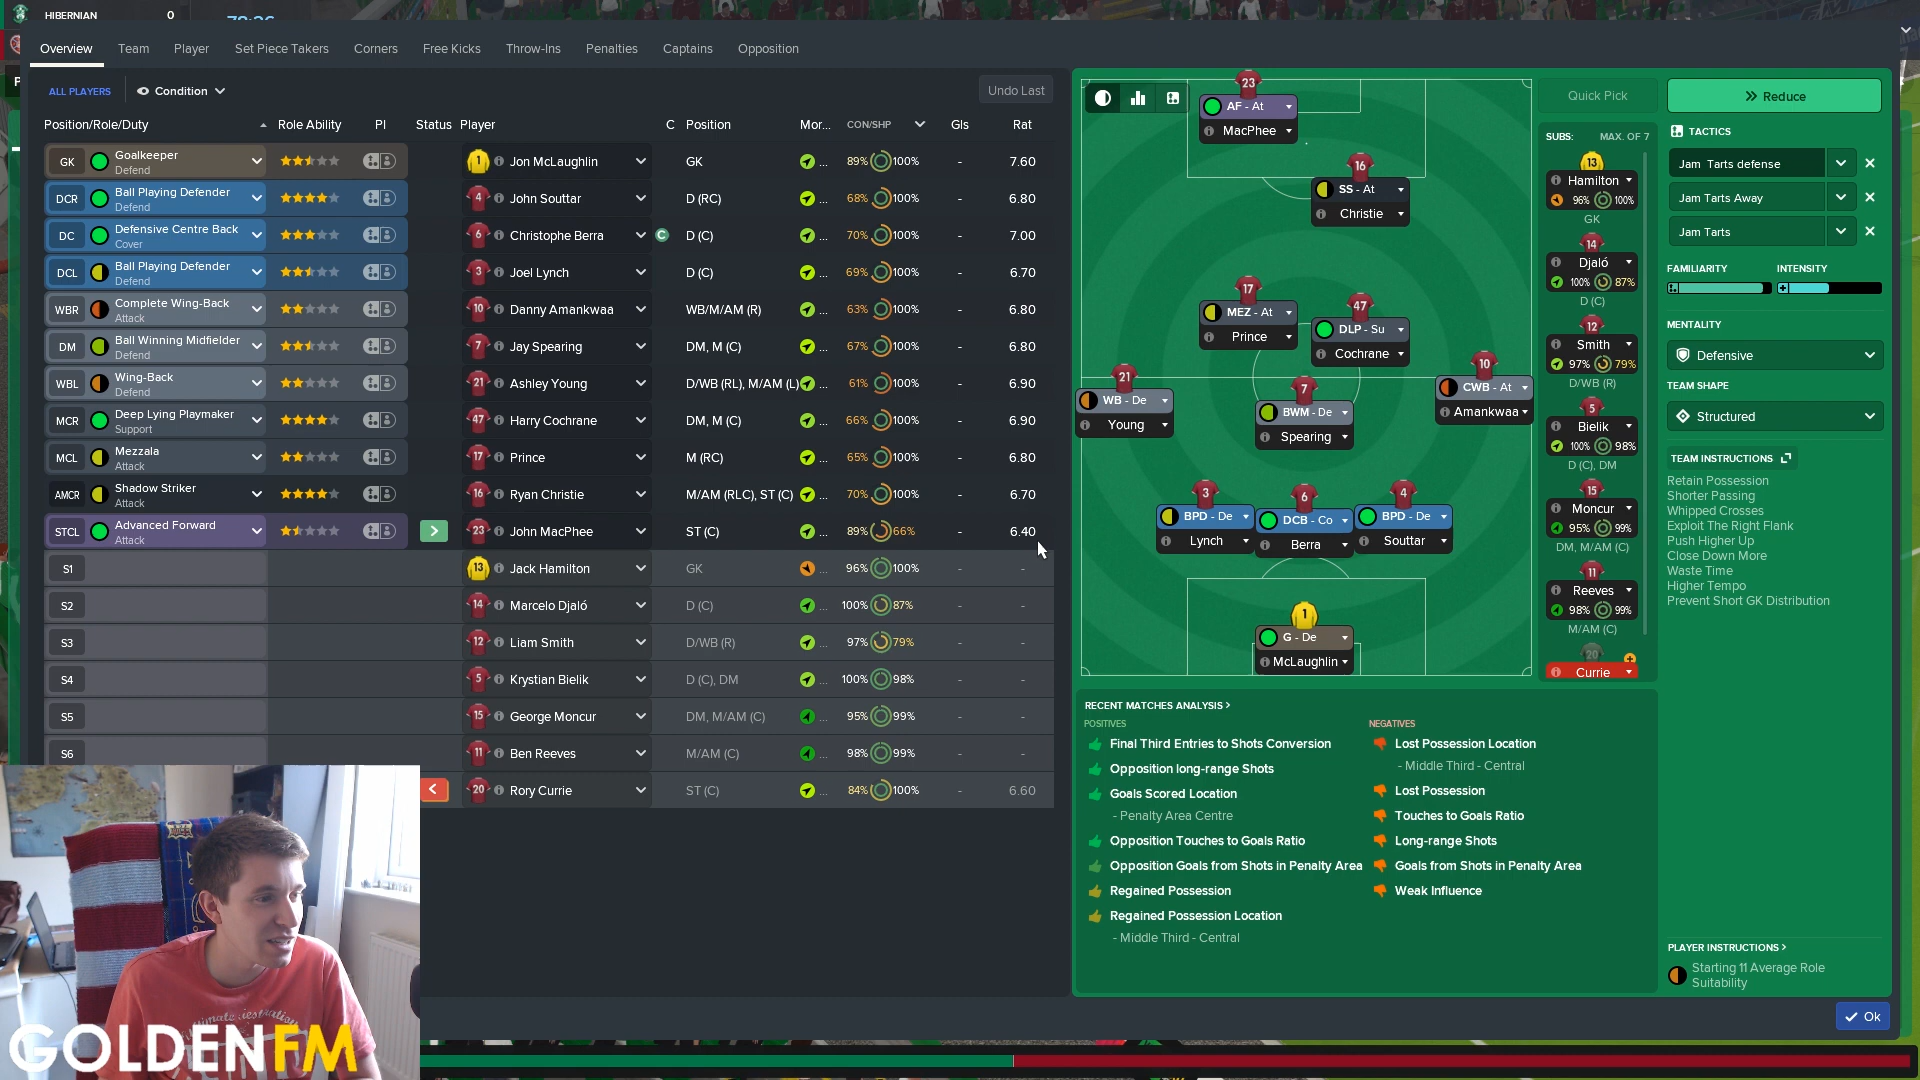 HIBERNIAN 0
Overview Team Player Set Piece Takers Corners Free Kicks Throw-Ins Penalties Captains Opposition
ALL PLAYERS Condition Undo Last
Position/Role/Duty Role Ability PI Status Player C Position Mor... CON/SHP Gls Rat
GK Goalkeeper Defend 1 Jon McLaughlin GK ... 89% 100% - 7.60
DCR Ball Playing Defender Defend 4 John Souttar D (RC) ... 68% 100% - 6.80
DC Defensive Centre Back Cover 6 Christophe Berra C D (C) ... 70% 100% - 7.00
DCL Ball Playing Defender Defend 3 Joel Lynch D (C) ... 69% 100% - 6.70
WBR Complete Wing-Back Attack 10 Danny Amankwaa WB/M/AM (R) ... 63% 100% - 6.80
DM Ball Winning Midfielder Defend 7 Jay Spearing DM, M (C) ... 67% 100% - 6.80
WBL Wing-Back Defend 21 Ashley Young D/WB (RL), M/AM (L) ... 61% 100% - 6.90
MCR Deep Lying Playmaker Support 47 Harry Cochrane DM, M (C) ... 66% 100% - 6.90
MCL Mezzala Attack 17 Prince M (RC) ... 65% 100% - 6.80
AMCR Shadow Striker Attack 16 Ryan Christie M/AM (RLC), ST (C) ... 70% 100% - 6.70
STCL Advanced Forward Attack 23 John MacPhee ST (C) ... 89% 66% - 6.40
S1 13 Jack Hamilton GK ... 96% 100% - -
S2 14 Marcelo Djaló D (C) ... 100% 87% - -
S3 12 Liam Smith D/WB (R) ... 97% 79% - -
S4 5 Krystian Bielik D (C), DM ... 100% 98% - -
S5 15 George Moncur DM, M/AM (C) ... 95% 99% - -
S6 11 Ben Reeves M/AM (C) ... 98% 99% - -
20 Rory Currie ST (C) ... 84% 100% - 6.60
GOLDENFM
23
AF - At
MacPhee
16
SS - At
Christie
17
MEZ - At
Prince
47
DLP - Su
Cochrane
21
WB - De
Young
7
BWM - De
Spearing
10
CWB - At
Amankwaa
3
BPD - De
Lynch
6
DCB - Co
Berra
4
BPD - De
Souttar
1
G - De
McLaughlin
Quick Pick
SUBS: MAX. OF 7
13
Hamilton
96% 100%
GK
14
Djaló
100% 87%
D (C)
12
Smith
97% 79%
D/WB (R)
5
Bielik
100% 98%
D (C), DM
15
Moncur
95% 99%
DM, M/AM (C)
11
Reeves
98% 99%
M/AM (C)
20
Currie
Reduce
TACTICS
Jam Tarts defense
Jam Tarts Away
Jam Tarts
FAMILIARITY INTENSITY
MENTALITY
Defensive
TEAM SHAPE
Structured
TEAM INSTRUCTIONS
Retain Possession
Shorter Passing
Whipped Crosses
Exploit The Right Flank
Push Higher Up
Close Down More
Waste Time
Higher Tempo
Prevent Short GK Distribution
PLAYER INSTRUCTIONS >
Starting 11 Average Role
Suitability
RECENT MATCHES ANALYSIS >
POSITIVES
Final Third Entries to Shots Conversion
Opposition long-range Shots
Goals Scored Location
- Penalty Area Centre
Opposition Touches to Goals Ratio
Opposition Goals from Shots in Penalty Area
Regained Possession
Regained Possession Location
- Middle Third - Central
NEGATIVES
Lost Possession Location
- Middle Third - Central
Lost Possession
Touches to Goals Ratio
Long-range Shots
Goals from Shots in Penalty Area
Weak Influence
Ok